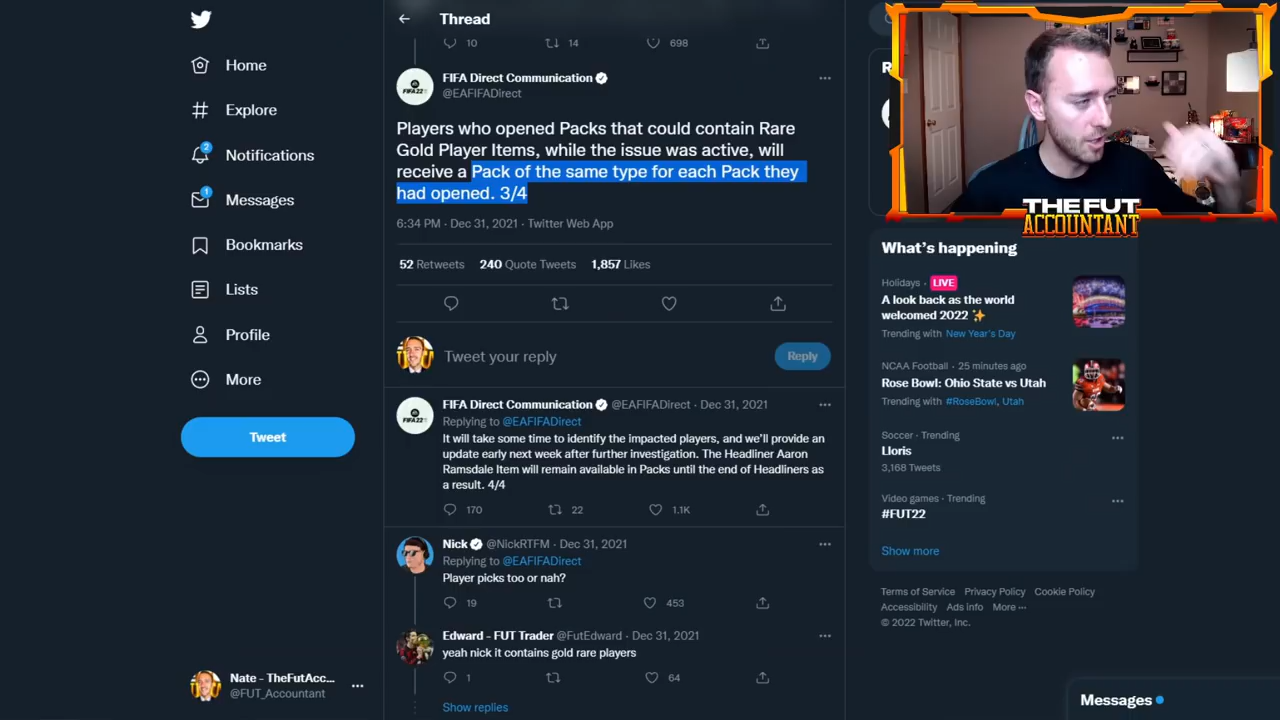 Thread
10
14
698
Home
Explore
2
Notifications
1
Messages
Bookmarks
Lists
Profile
More
Tweet
FIFA Direct Communication
@EAFIFADirect
Players who opened Packs that could contain Rare
Gold Player Items, while the issue was active, will
receive a Pack of the same type for each Pack they
had opened. 3/4
6:34 PM · Dec 31, 2021 · Twitter Web App
52 Retweets 240 Quote Tweets 1,857 Likes
Tweet your reply
Reply
FIFA Direct Communication @EAFIFADirect · Dec 31, 2021
Replying to @EAFIFADirect
It will take some time to identify the impacted players, and we'll provide an
update early next week after further investigation. The Headliner Aaron
Ramsdale Item will remain available in Packs until the end of Headliners as
a result. 4/4
170
22
1.1K
Nick @NickRTFM · Dec 31, 2021
Replying to @EAFIFADirect
Player picks too or nah?
19
453
Edward - FUT Trader @FutEdward · Dec 31, 2021
yeah nick it contains gold rare players
1
64
Show replies
Nate - TheFutAcc...
@FUT_Accountant
R
THE FUT
ACCOUNTANT
What's happening
Holidays · LIVE
A look back as the world
welcomed 2022
Trending with New Year's Day
NCAA Football · 25 minutes ago
Rose Bowl: Ohio State vs Utah
Trending with #RoseBowl, Utah
Soccer · Trending
Lloris
3,168 Tweets
Video games · Trending
#FUT22
Show more
Terms of Service Privacy Policy Cookie Policy
Accessibility Ads info More ···
© 2022 Twitter, Inc.
Messages